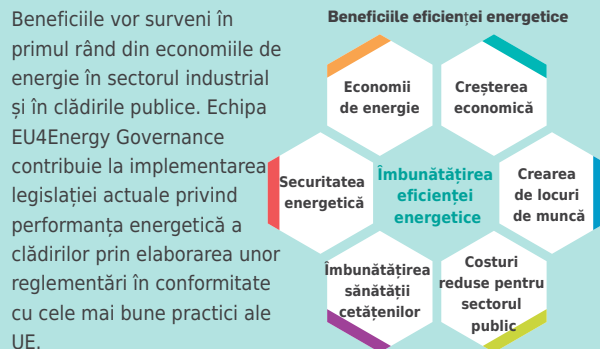 Beneficiile vor surveni în
primul rând din economiile de
energie în sectorul industrial
și în clădirile publice. Echipa
EU4Energy Governance
contribuie la implementarea
legislației actuale privind
performanța energetică a
clădirilor prin elaborarea unor
reglementări în conformitate
cu cele mai bune practici ale
UE.
Beneficiile eficienței energetice
Economii
de energie
Creșterea
economică
Securitatea
energetică
Îmbunătățirea
eficienței
energetice
Crearea
de locuri
de muncă
Îmbunătățirea
sănătății
cetățenilor
Costuri
reduse pentru
sectorul
public